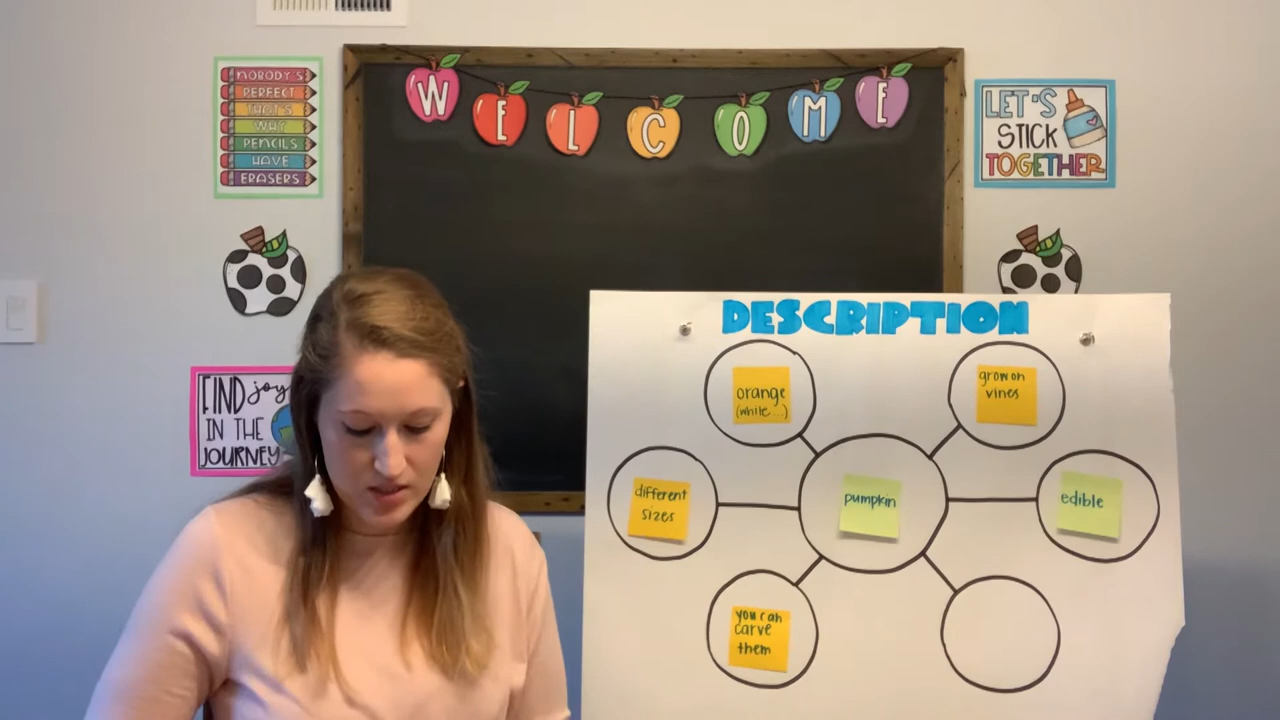 WELCOME
NOBODY'S
PERFECT
THAT'S
WHY
PENCILS
HAVE
ERASERS
LET'S
STICK
TOGETHER
FIND joy
IN THE
JOURNEY
DESCRIPTION
orange
(white...)
grow on
vines
different
sizes
pumpkin
edible
you can
carve
them